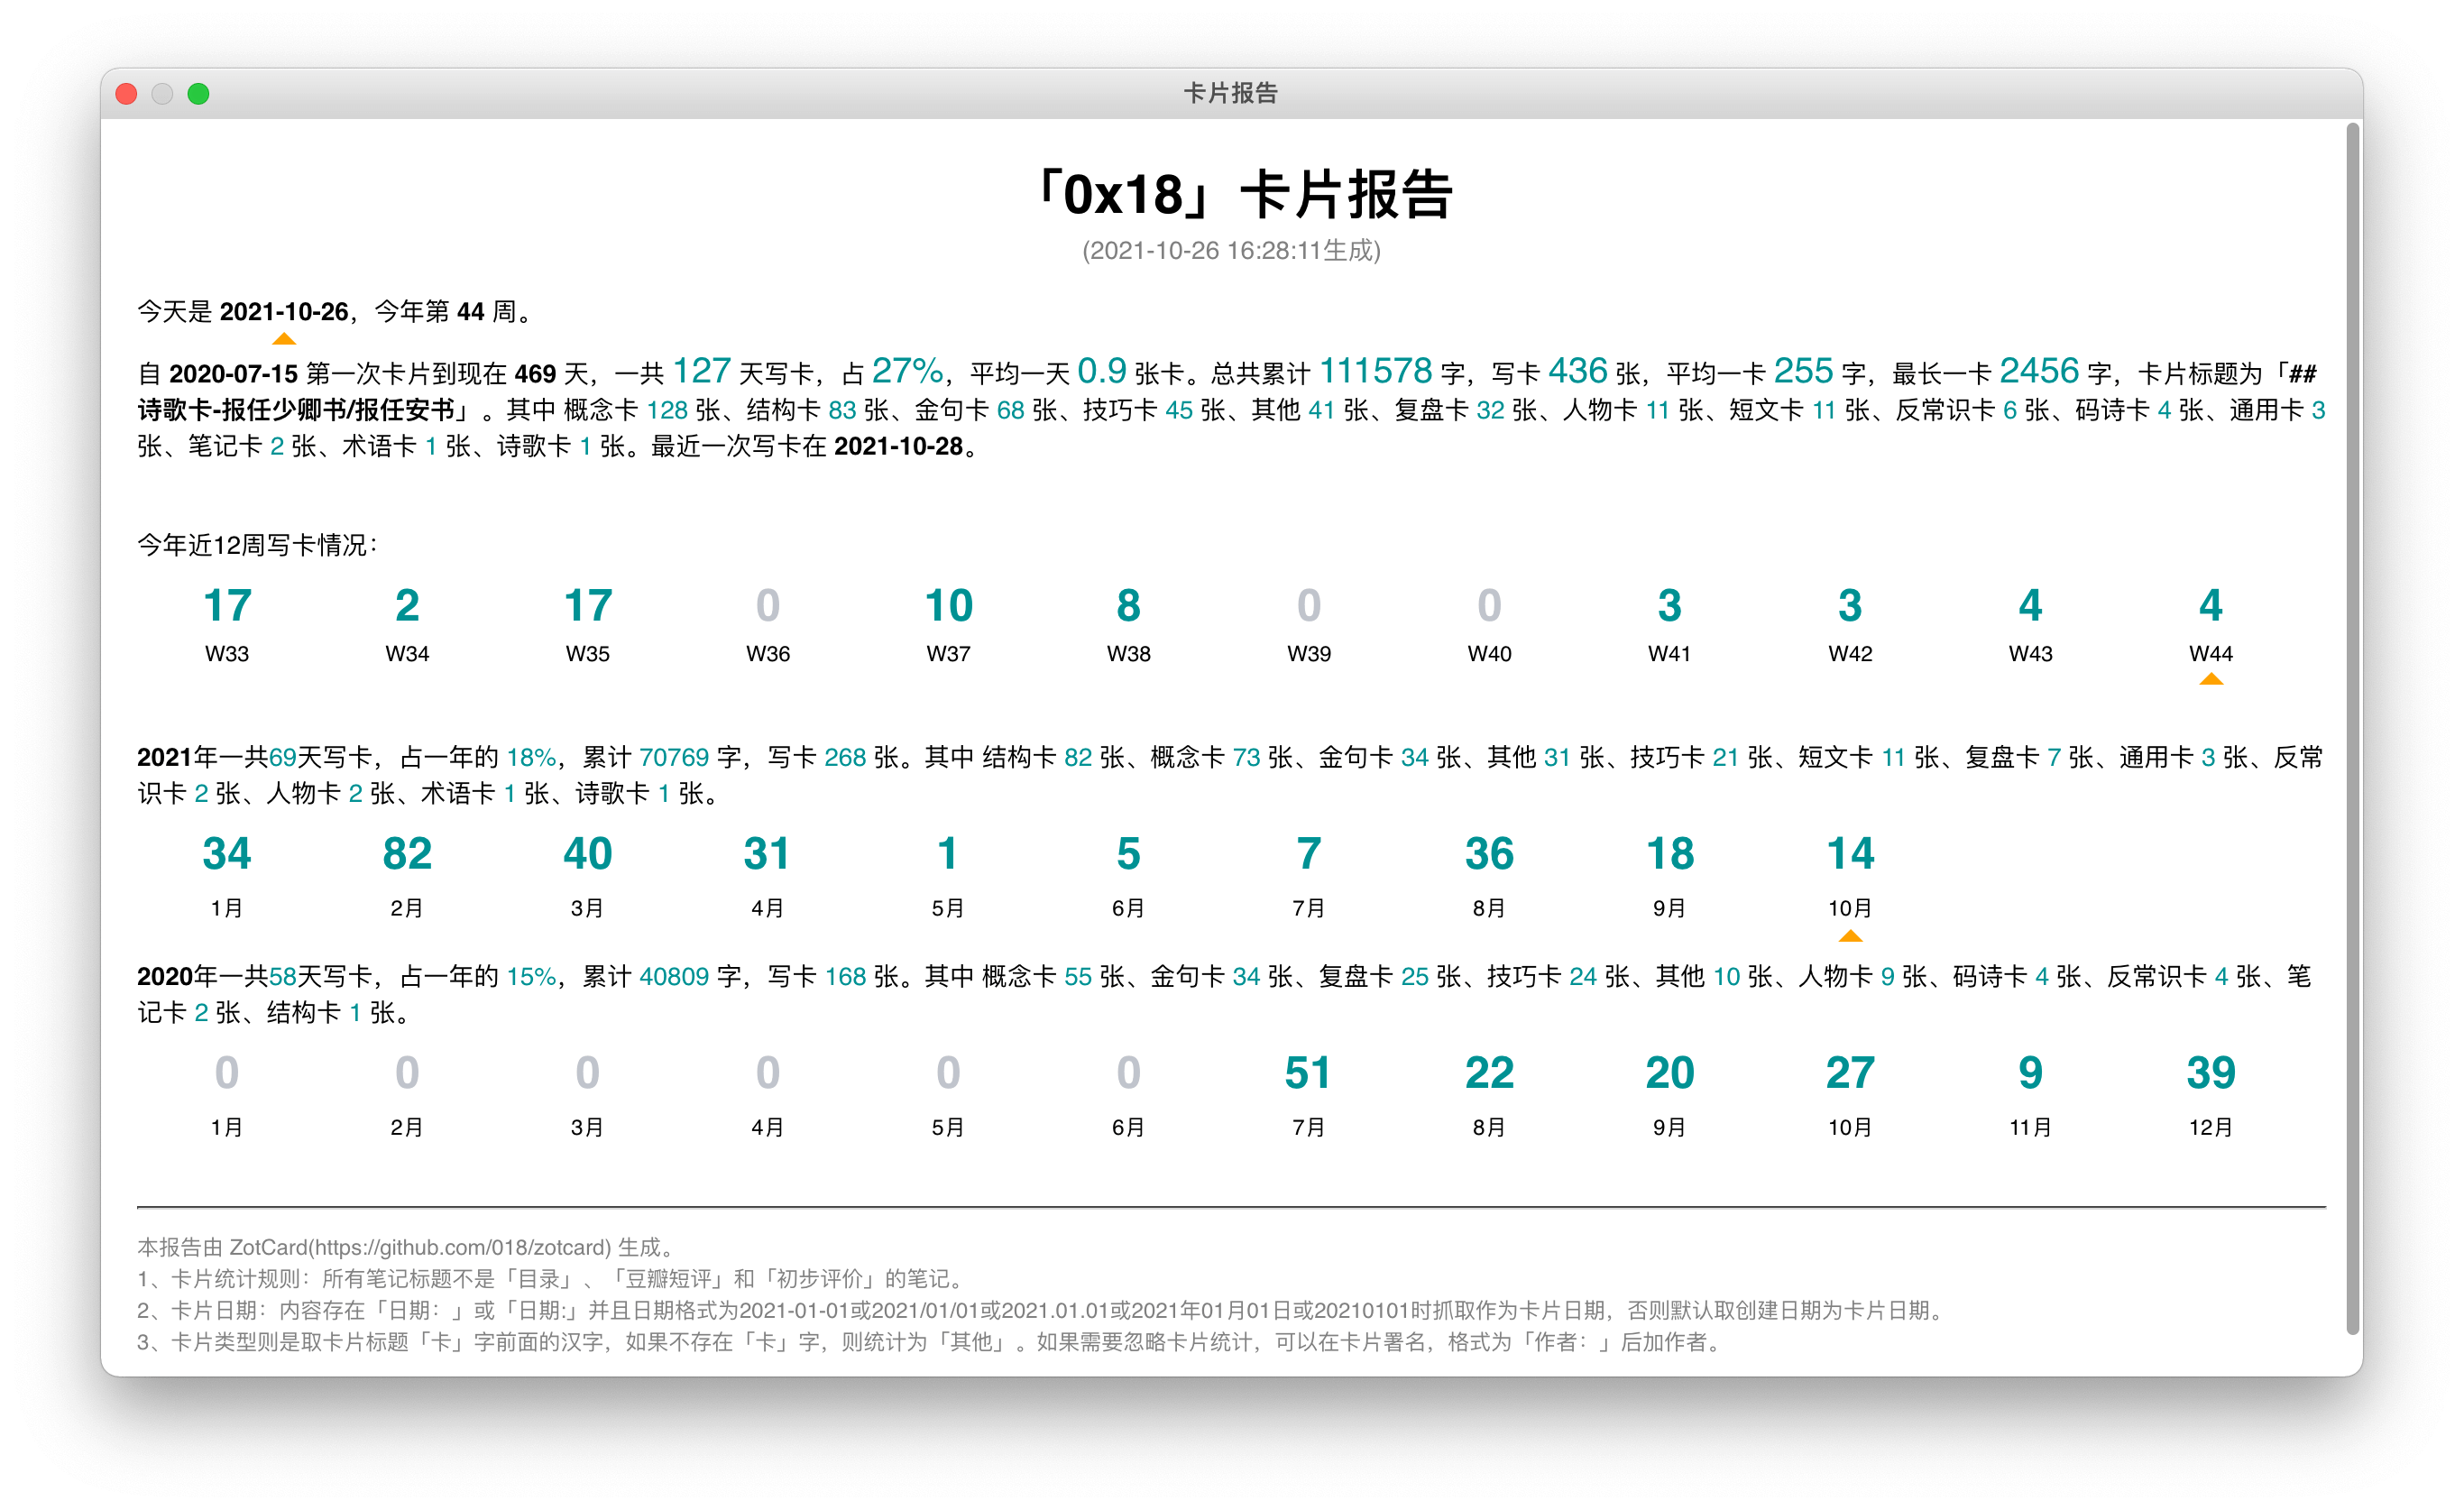 卡片报告
「0x18」卡片报告
(2021-10-26 16:28:11生成)
今天是 2021-10-26，今年第 44 周。
自 2020-07-15 第一次卡片到现在 469 天，一共 127 天写卡，占 27%，平均一天 0.9 张卡。总共累计 111578 字，写卡 436 张，平均一卡 255 字，最长一卡 2456 字，卡片标题为「##
诗歌卡-报任少卿书/报任安书」。其中 概念卡 128 张、结构卡 83 张、金句卡 68 张、技巧卡 45 张、其他 41 张、复盘卡 32 张、人物卡 11 张、短文卡 11 张、反常识卡 6 张、码诗卡 4 张、通用卡 3
张、笔记卡 2 张、术语卡 1 张、诗歌卡 1 张。最近一次写卡在 2021-10-28。
今年近12周写卡情况：
17 2 17 0 10 8 0 0 3 3 4 4
W33 W34 W35 W36 W37 W38 W39 W40 W41 W42 W43 W44
2021年一共69天写卡，占一年的 18%，累计 70769 字，写卡 268 张。其中 结构卡 82 张、概念卡 73 张、金句卡 34 张、其他 31 张、技巧卡 21 张、短文卡 11 张、复盘卡 7 张、通用卡 3 张、反常
识卡 2 张、人物卡 2 张、术语卡 1 张、诗歌卡 1 张。
34 82 40 31 1 5 7 36 18 14
1月 2月 3月 4月 5月 6月 7月 8月 9月 10月
2020年一共58天写卡，占一年的 15%，累计 40809 字，写卡 168 张。其中 概念卡 55 张、金句卡 34 张、复盘卡 25 张、技巧卡 24 张、其他 10 张、人物卡 9 张、码诗卡 4 张、反常识卡 4 张、笔
记卡 2 张、结构卡 1 张。
0 0 0 0 0 0 51 22 20 27 9 39
1月 2月 3月 4月 5月 6月 7月 8月 9月 10月 11月 12月
本报告由 ZotCard(https://github.com/018/zotcard) 生成。
1、卡片统计规则：所有笔记标题不是「目录」、「豆瓣短评」和「初步评价」的笔记。
2、卡片日期：内容存在「日期：」或「日期:」并且日期格式为2021-01-01或2021/01/01或2021.01.01或2021年01月01日或20210101时抓取作为卡片日期，否则默认取创建日期为卡片日期。
3、卡片类型则是取卡片标题「卡」字前面的汉字，如果不存在「卡」字，则统计为「其他」。如果需要忽略卡片统计，可以在卡片署名，格式为「作者：」后加作者。